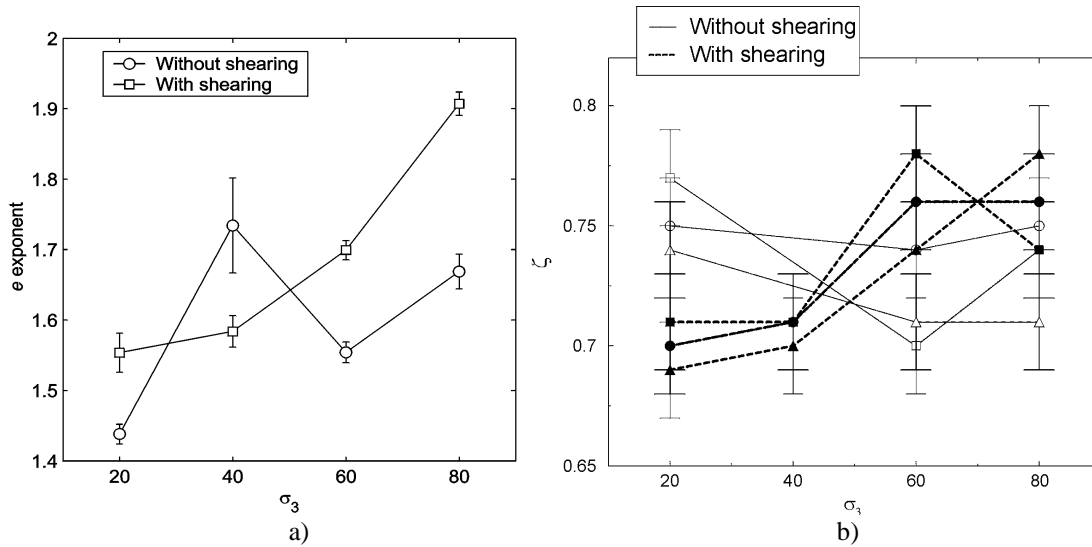 2
1.9
1.8
1.7
1.6
1.5
1.4
e exponent
Without shearing
With shearing
20 40 60 80
σ3
a)
Without shearing
With shearing
0.8
0.75
0.7
0.65
ζ
20 40 60 80
σ3
b)